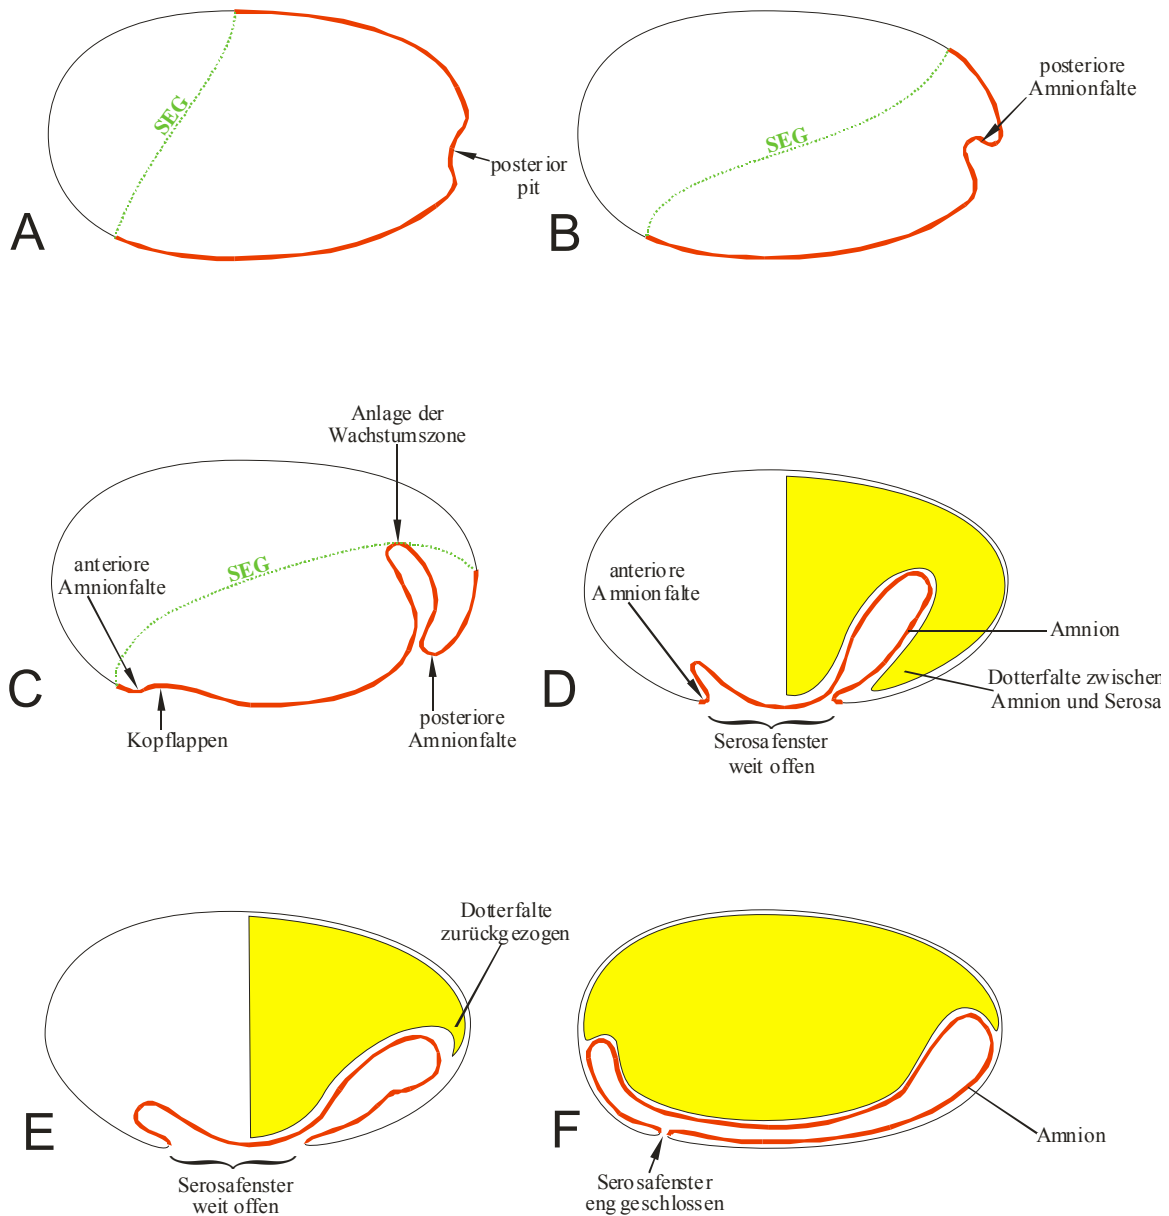 SEG
posterior
pit
A
posteriore
Amnionfalte
SEG
B
Anlage der
Wachstumszone
anteriore
Amnionfalte
SEG
C
Kopflappen
posteriore
Amnionfalte
anteriore
Amnionfalte
D
Amnion
Dotterfalte zwischen
Amnion und Serosa
Serosafenster
weit offen
Dotterfalte
zurückgezogen
E
Serosafenster
weit offen
F
Amnion
Serosafenster
eng geschlossen